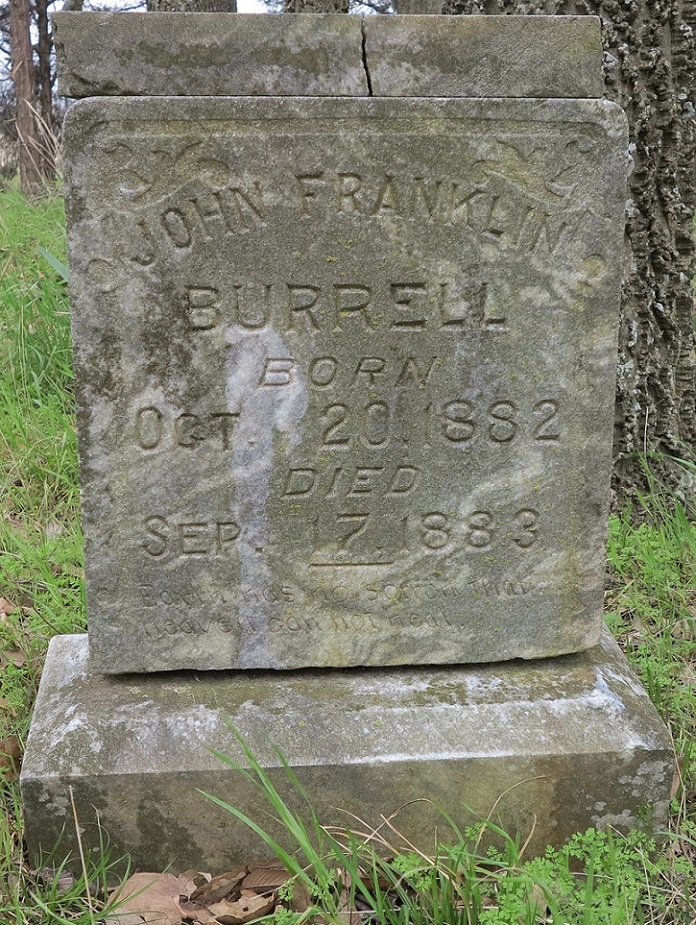 JOHN FRANKLIN
BURRELL
BORN
OCT. 20. 1882
DIED
SEP. 17. 1883
Earth has no sorrow that
heaven can not heal.